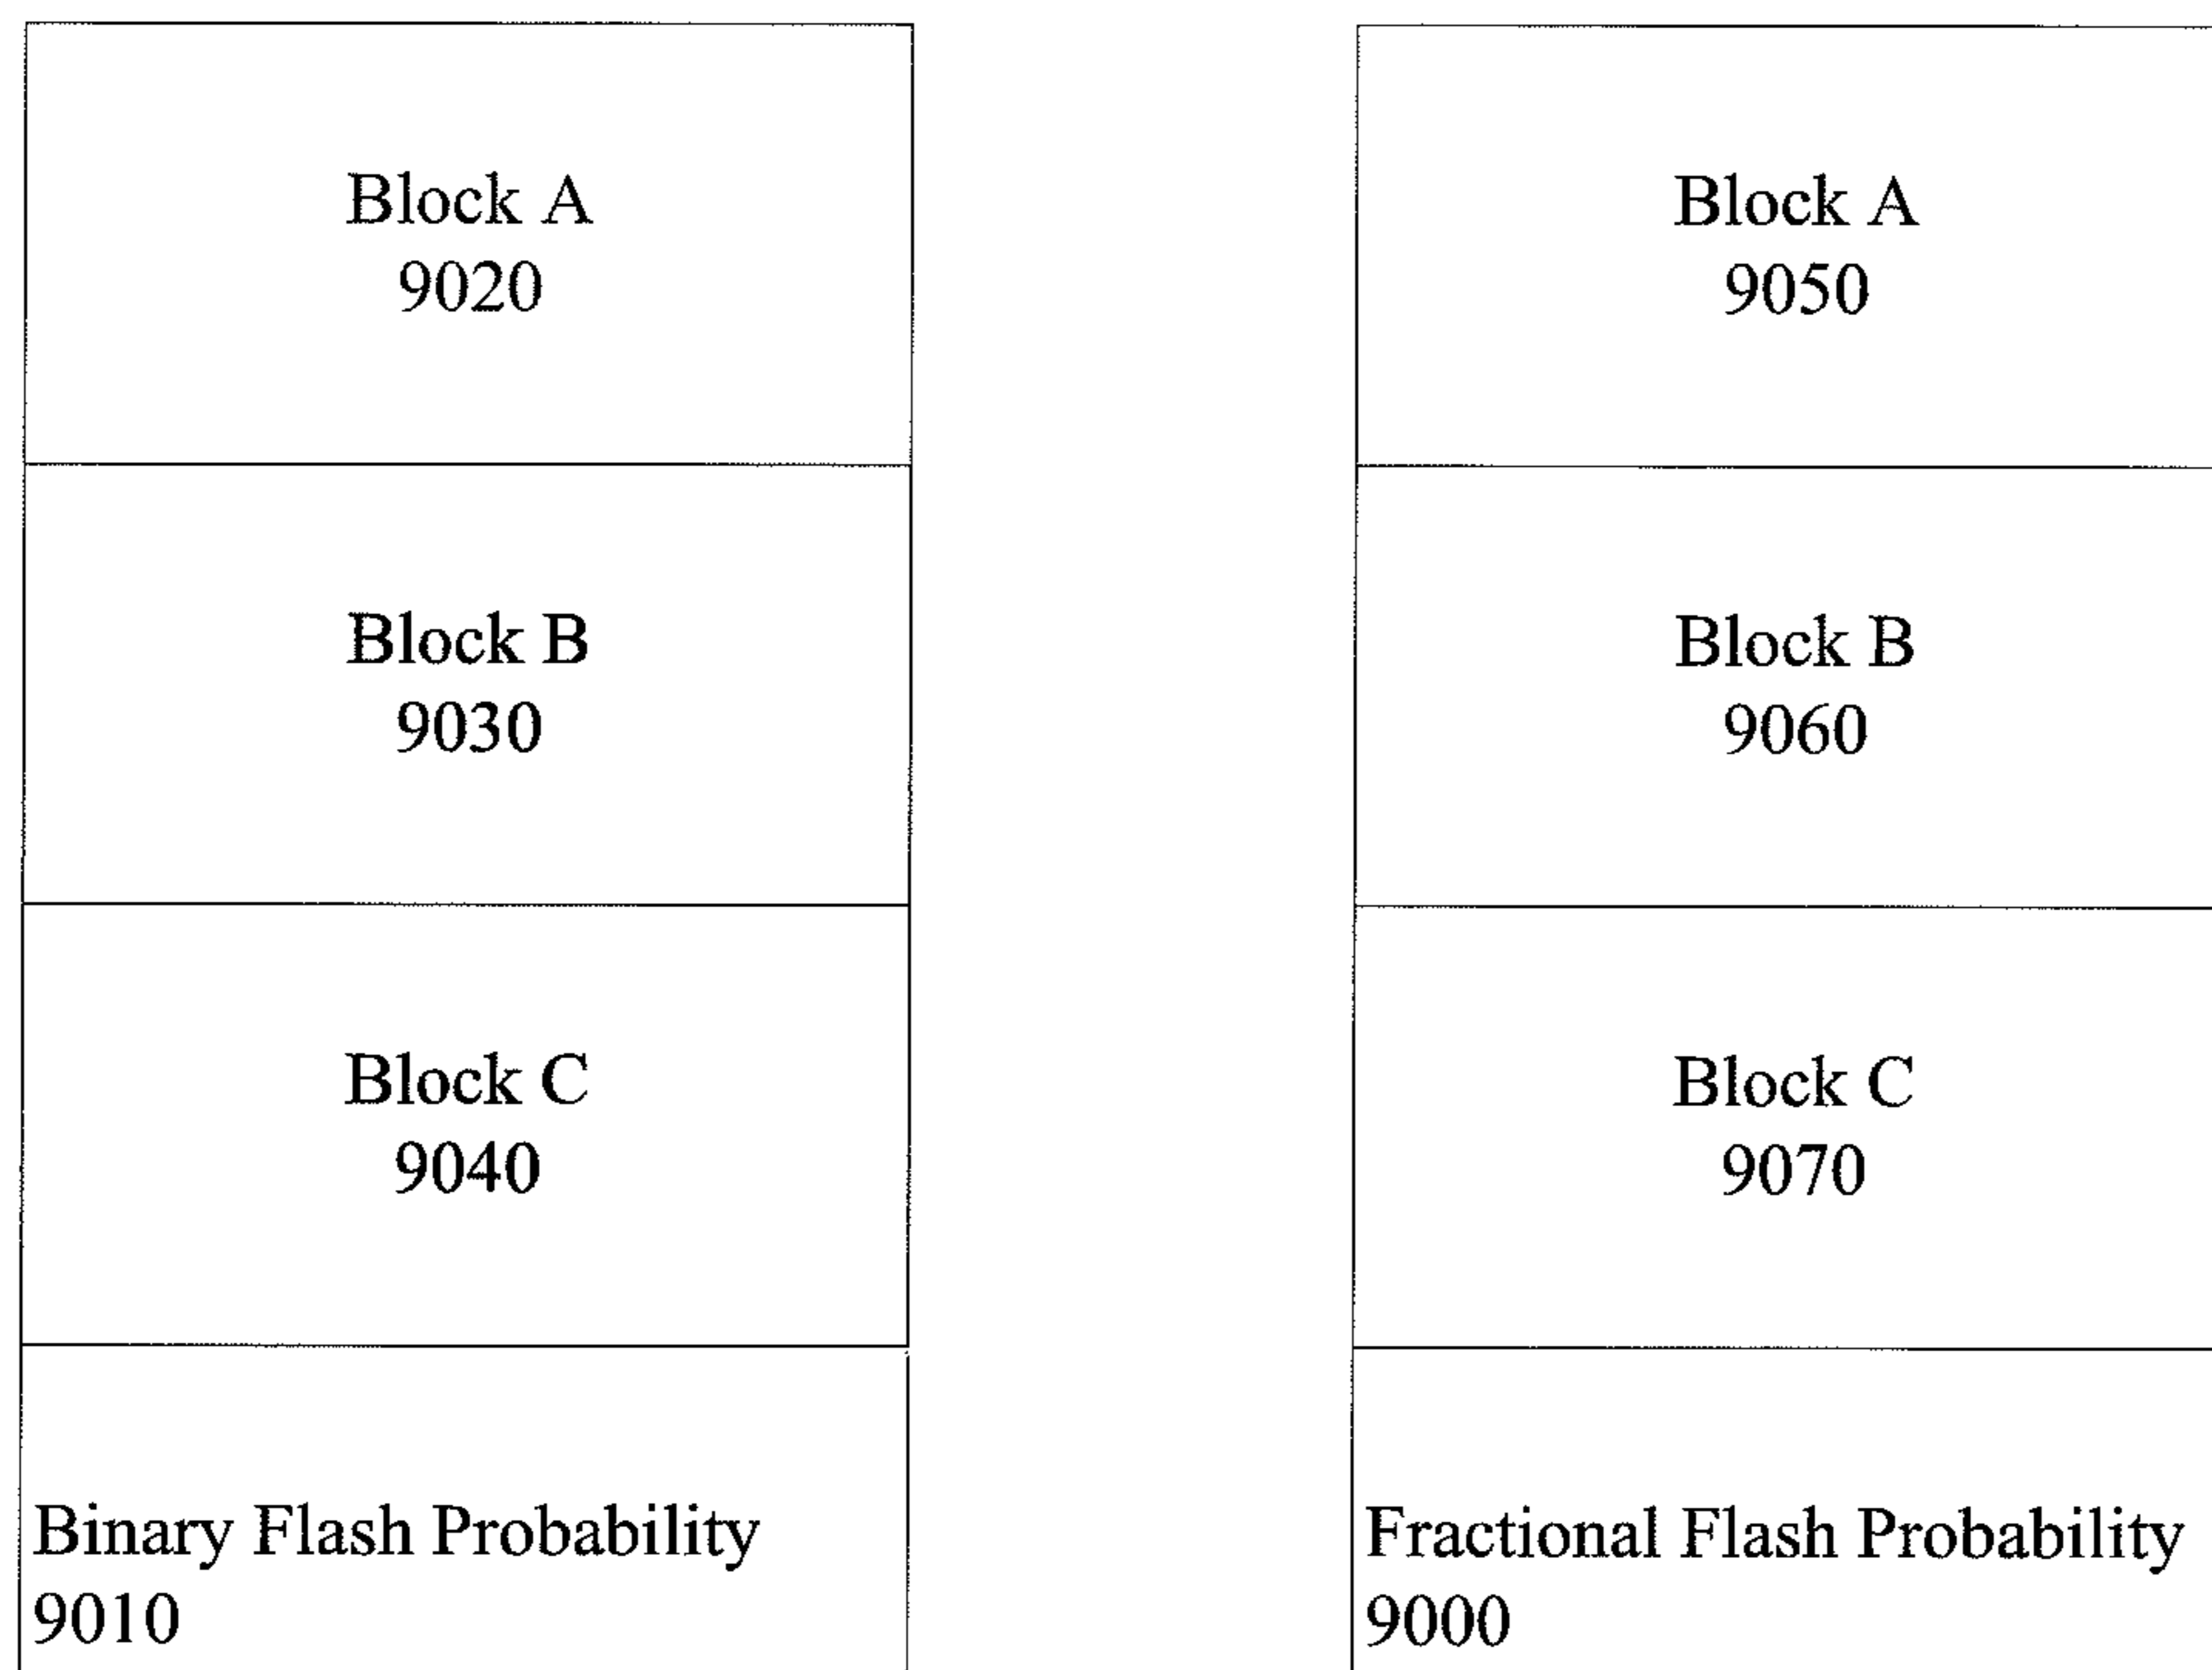 Block A
9020
Block B
9030
Block C
9040
Binary Flash Probability
9010
Block A
9050
Block B
9060
Block C
9070
Fractional Flash Probability
9000